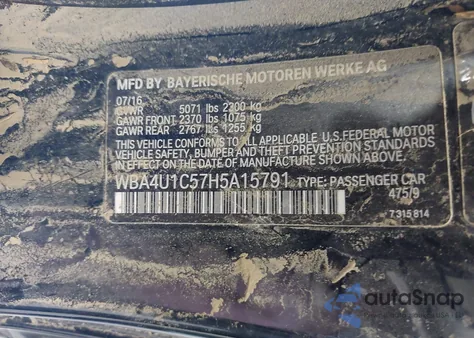 MFD BY BAYERISCHE MOTOREN WERKE AG
07/16
GVWR 5071 lbs 2300 kg
GAWR FRONT 2370 lbs 1075 kg
GAWR REAR 2767 lbs 1255 kg
THIS VEHICLE CONFORMS TO ALL APPLICABLE U.S. FEDERAL MOTOR
VEHICLE SAFETY, BUMPER, AND THEFT PREVENTION STANDARDS
IN EFFECT ON THE DATE OF MANUFACTURE SHOWN ABOVE.
WBA4U1C57H5A15791 TYPE: PASSENGER CAR
475/9
7315814
autoSnap